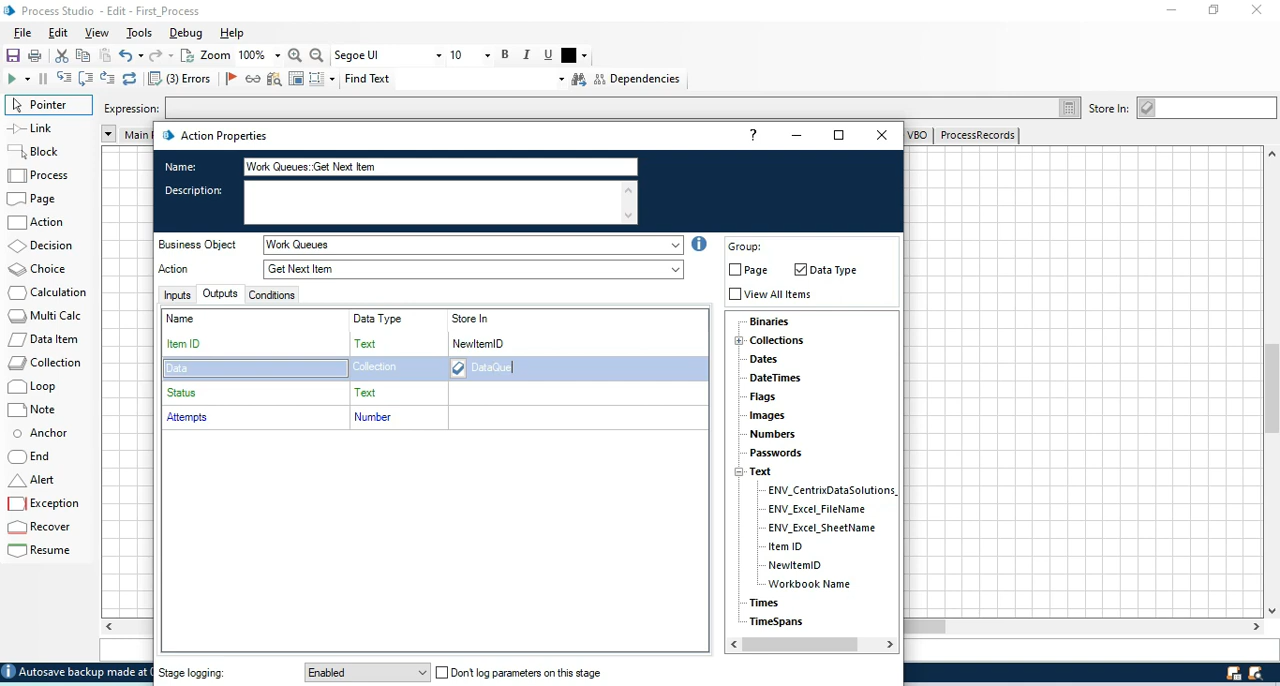 Process Studio - Edit - First_Process
File Edit View Tools Debug Help
Zoom 100% Segoe UI 10 B I U
(3) Errors Find Text Dependencies
Pointer
Link
Block
Process
Page
Action
Decision
Choice
Calculation
Multi Calc
Data Item
Collection
Loop
Note
Anchor
End
Alert
Exception
Recover
Resume
Expression: Store In:
Main VBO ProcessRecords
Action Properties ?
Name: Work Queues::Get Next Item
Description:
Business Object Work Queues
Action Get Next Item
Inputs Outputs Conditions
Name Data Type Store In
Item ID Text NewItemID
Data Collection DataQue
Status Text
Attempts Number
Group:
Page Data Type
View All Items
Binaries
Collections
Dates
DateTimes
Flags
Images
Numbers
Passwords
Text
ENV_CentrixDataSolutions_
ENV_Excel_FileName
ENV_Excel_SheetName
Item ID
NewItemID
Workbook Name
Times
TimeSpans
Stage logging: Enabled Don't log parameters on this stage
Autosave backup made at